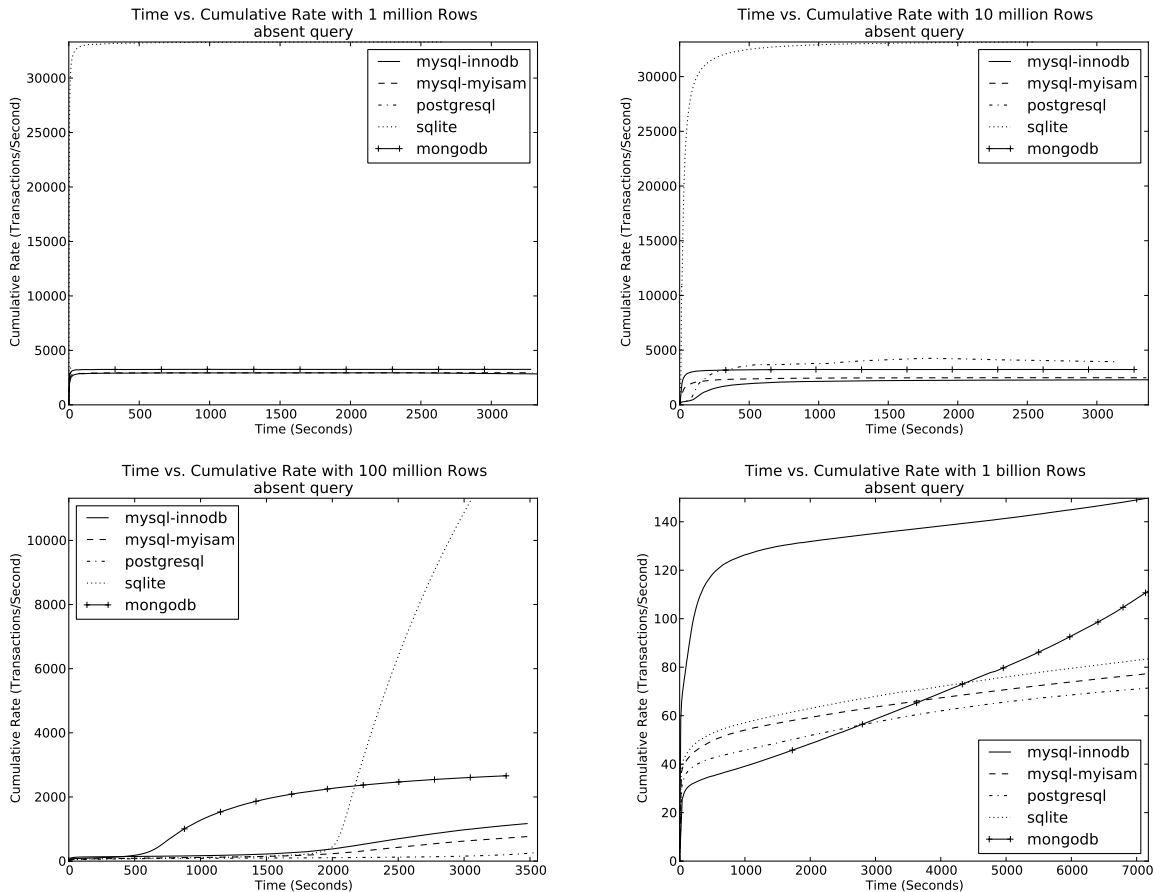 Time vs. Cumulative Rate with 1 million Rows
absent query
Cumulative Rate (Transactions/Second)
30000
25000
20000
15000
10000
5000
0
0 500 1000 1500 2000 2500 3000
Time (Seconds)
mysql-innodb
mysql-myisam
postgresql
sqlite
mongodb
Time vs. Cumulative Rate with 10 million Rows
absent query
Cumulative Rate (Transactions/Second)
30000
25000
20000
15000
10000
5000
0
0 500 1000 1500 2000 2500 3000
Time (Seconds)
mysql-innodb
mysql-myisam
postgresql
sqlite
mongodb
Time vs. Cumulative Rate with 100 million Rows
absent query
Cumulative Rate (Transactions/Second)
10000
8000
6000
4000
2000
0
0 500 1000 1500 2000 2500 3000 3500
Time (Seconds)
mysql-innodb
mysql-myisam
postgresql
sqlite
mongodb
Time vs. Cumulative Rate with 1 billion Rows
absent query
Cumulative Rate (Transactions/Second)
140
120
100
80
60
40
20
0
0 1000 2000 3000 4000 5000 6000 7000
Time (Seconds)
mysql-innodb
mysql-myisam
postgresql
sqlite
mongodb